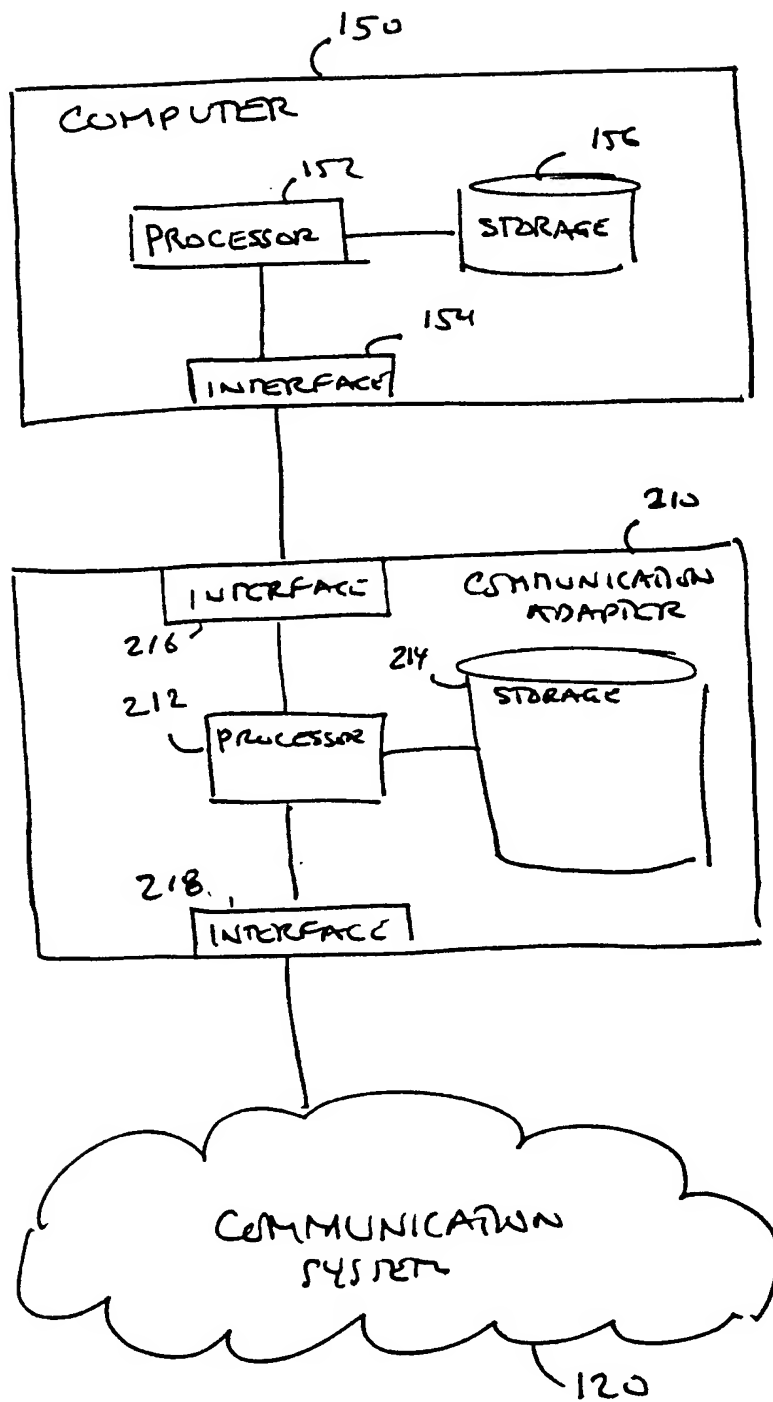 150
COMPUTER
156
152
PROCESSOR
STORAGE
154
INTERFACE
210
INTERFACE
COMMUNICATION
ADAPTER
216
214
STORAGE
212
PROCESSOR
218
INTERFACE
COMMUNICATION
SYSTEM
120